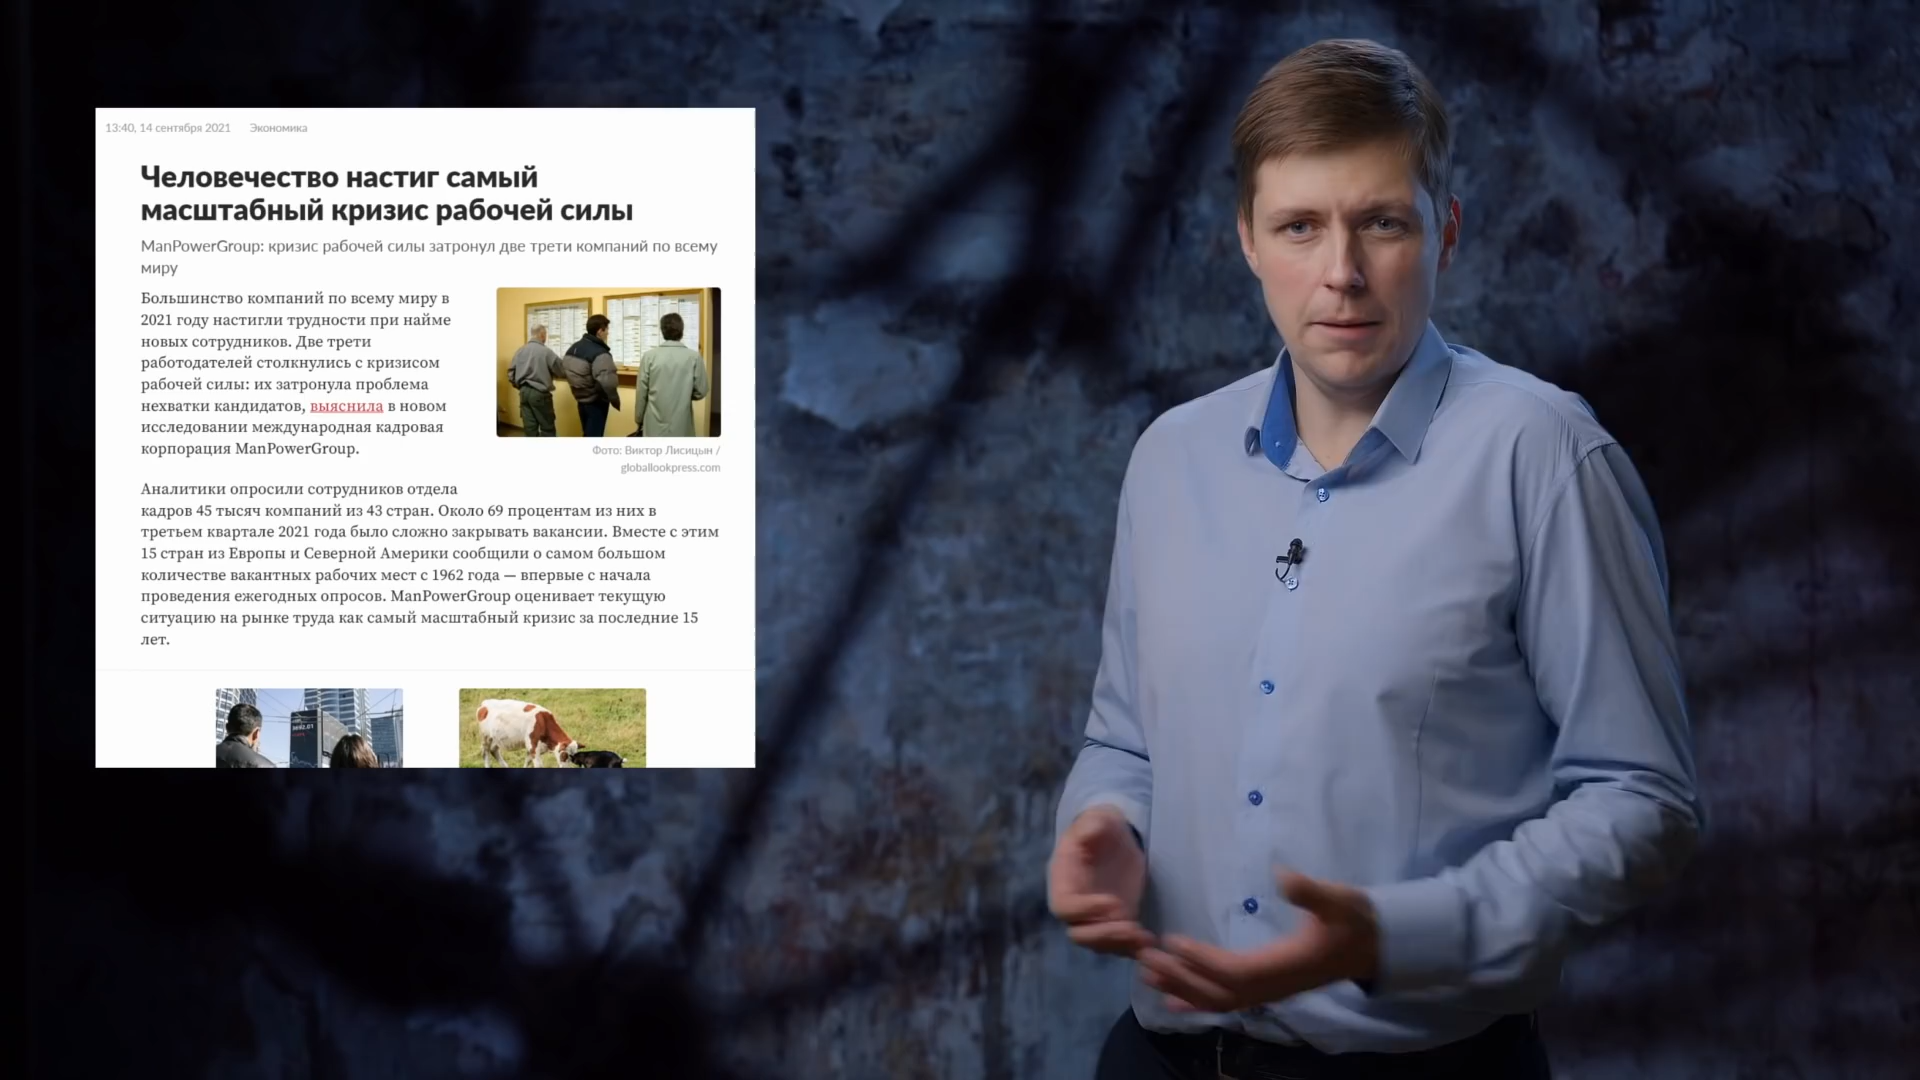 13:40, 14 сентября 2021 Экономика
Человечество настиг самый
масштабный кризис рабочей силы
ManPowerGroup: кризис рабочей силы затронул две трети компаний по всему
миру
Большинство компаний по всему миру в
2021 году настигли трудности при найме
новых сотрудников. Две трети
работодателей столкнулись с кризисом
рабочей силы: их затронула проблема
нехватки кандидатов, выяснила в новом
исследовании международная кадровая
корпорация ManPowerGroup.
Фото: Виктор Лисицын /
globallookpress.com
Аналитики опросили сотрудников отдела
кадров 45 тысяч компаний из 43 стран. Около 69 процентам из них в
третьем квартале 2021 года было сложно закрывать вакансии. Вместе с этим
15 стран из Европы и Северной Америки сообщили о самом большом
количестве вакантных рабочих мест с 1962 года — впервые с начала
проведения ежегодных опросов. ManPowerGroup оценивает текущую
ситуацию на рынке труда как самый масштабный кризис за последние 15
лет.